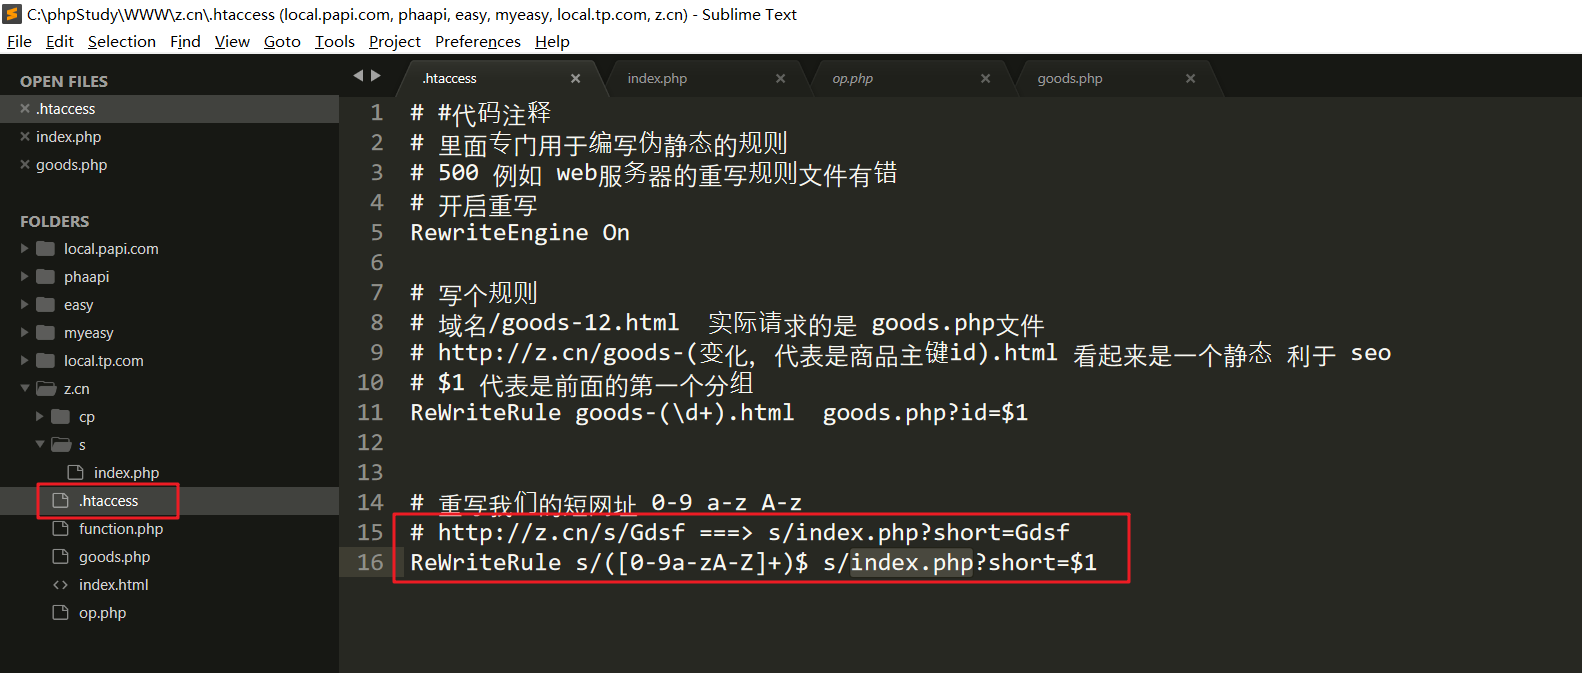 C:\phpStudy\WWW\z.cn\.htaccess (local.papi.com, phaapi, easy, myeasy, local.tp.com, z.cn) - Sublime Text
File Edit Selection Find View Goto Tools Project Preferences Help
OPEN FILES
.htaccess
index.php
goods.php
FOLDERS
local.papi.com
phaapi
easy
myeasy
local.tp.com
z.cn
cp
s
index.php
.htaccess
function.php
goods.php
index.html
op.php
.htaccess index.php op.php goods.php
1 # #代码注释
2 # 里面专门用于编写伪静态的规则
3 # 500 例如 web服务器的重写规则文件有错
4 # 开启重写
5 RewriteEngine On
6
7 # 写个规则
8 # 域名/goods-12.html 实际请求的是 goods.php文件
9 # http://z.cn/goods-(变化, 代表是商品主键id).html 看起来是一个静态 利于 seo
10 # $1 代表是前面的第一个分组
11 ReWriteRule goods-(\d+).html goods.php?id=$1
12
13
14 # 重写我们的短网址 0-9 a-z A-z
15 # http://z.cn/s/Gdsf ===> s/index.php?short=Gdsf
16 ReWriteRule s/([0-9a-zA-Z]+)$ s/index.php?short=$1